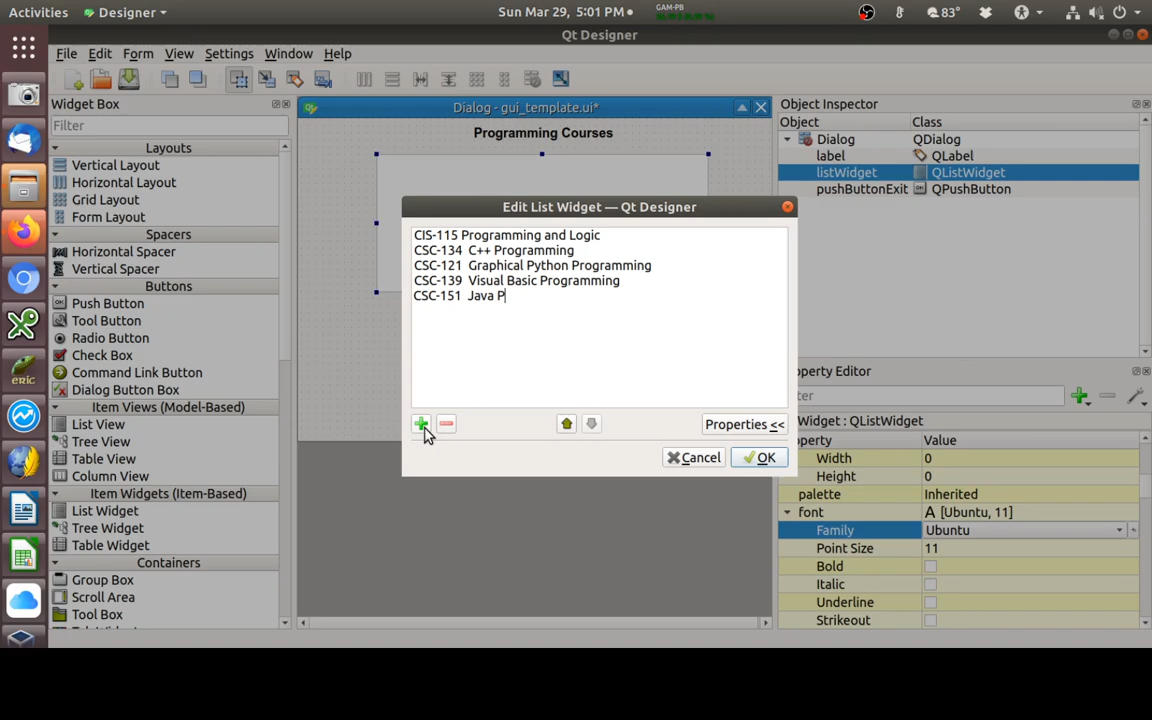 Activities
Designer
Sun Mar 29, 5:01 PM
GAM-PB
83°
Qt Designer
File Edit Form View Settings Window Help
Widget Box
Filter
Layouts
Vertical Layout
Horizontal Layout
Grid Layout
Form Layout
Spacers
Horizontal Spacer
Vertical Spacer
Buttons
Push Button
Tool Button
Radio Button
Check Box
Command Link Button
Dialog Button Box
Item Views (Model-Based)
List View
Tree View
Table View
Column View
Item Widgets (Item-Based)
List Widget
Tree Widget
Table Widget
Containers
Group Box
Scroll Area
Tool Box
eric
Dialog - gui_template.ui*
Programming Courses
Edit List Widget — Qt Designer
CIS-115 Programming and Logic
CSC-134 C++ Programming
CSC-121 Graphical Python Programming
CSC-139 Visual Basic Programming
CSC-151 Java P
Properties <<
Cancel OK
Object Inspector
Object Class
Dialog QDialog
label QLabel
listWidget QListWidget
pushButtonExit QPushButton
Property Editor
ter
Widget : QListWidget
operty Value
Width 0
Height 0
palette Inherited
font A [Ubuntu, 11]
Family Ubuntu
Point Size 11
Bold
Italic
Underline
Strikeout